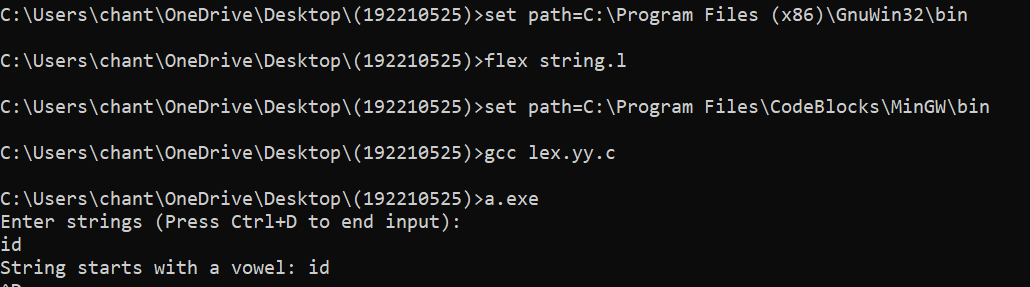 C:\Users\chant\OneDrive\Desktop\(192210525)>set path=C:\Program Files (x86)\GnuWin32\bin
C:\Users\chant\OneDrive\Desktop\(192210525)>flex string.l
C:\Users\chant\OneDrive\Desktop\(192210525)>set path=C:\Program Files\CodeBlocks\MinGW\bin
C:\Users\chant\OneDrive\Desktop\(192210525)>gcc lex.yy.c
C:\Users\chant\OneDrive\Desktop\(192210525)>a.exe
Enter strings (Press Ctrl+D to end input):
id
String starts with a vowel: id